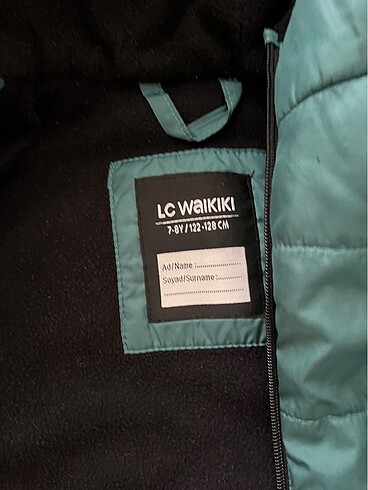 LC WAIKIKI
7-8Y / 122-128 CM
Ad/Name :......................
Soyad/Surname:............
......................................